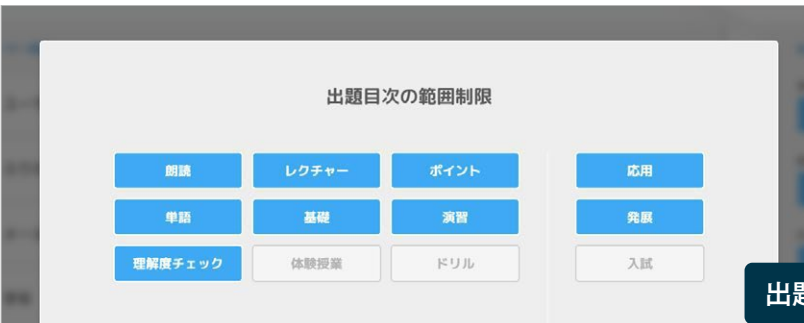 出題目次の範囲制限
朗読 レクチャー ポイント 応用
単語 基礎 演習 発展
理解度チェック 体験授業 ドリル 入試
出題